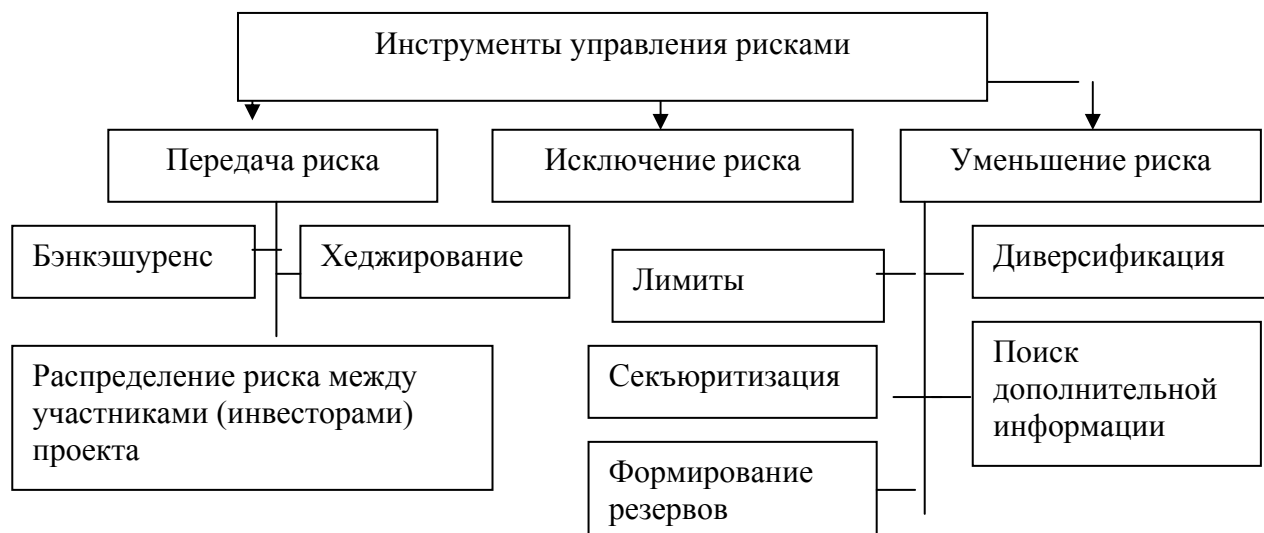 Инструменты управления рисками
Передача риска
Исключение риска
Уменьшение риска
Бэнкэшуренс
Хеджирование
Распределение риска между
участниками (инвесторами)
проекта
Лимиты
Диверсификация
Секъюритизация
Поиск
дополнительной
информации
Формирование
резервов